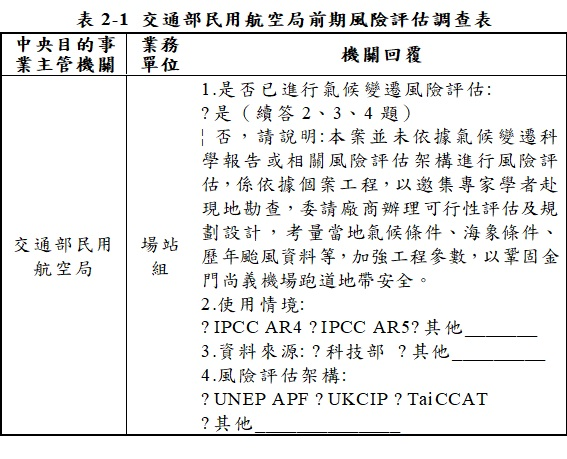 表 2-1 交通部民用航空局前期風險評估調查表
中央目的事
業主管機關
業務
單位
機關回覆
交通部民用
航空局
場站
組
1.是否已進行氣候變遷風險評估:
?是（續答 2、3、4 題）
¦ 否，請說明:本案並未依據氣候變遷科
學報告或相關風險評估架構進行風險評
估，係依據個案工程，以邀集專家學者赴
現地勘查，委請廠商辦理可行性評估及規
劃設計，考量當地氣候條件、海象條件、
歷年颱風資料等，加強工程參數，以鞏固金
門尚義機場跑道地帶安全。
2.使用情境:
?IPCC AR4 ?IPCC AR5?其他________
3.資料來源: ?科技部 ?其他__________
4.風險評估架構:
?UNEP APF ?UKCIP ?TaiCCAT
?其他________________